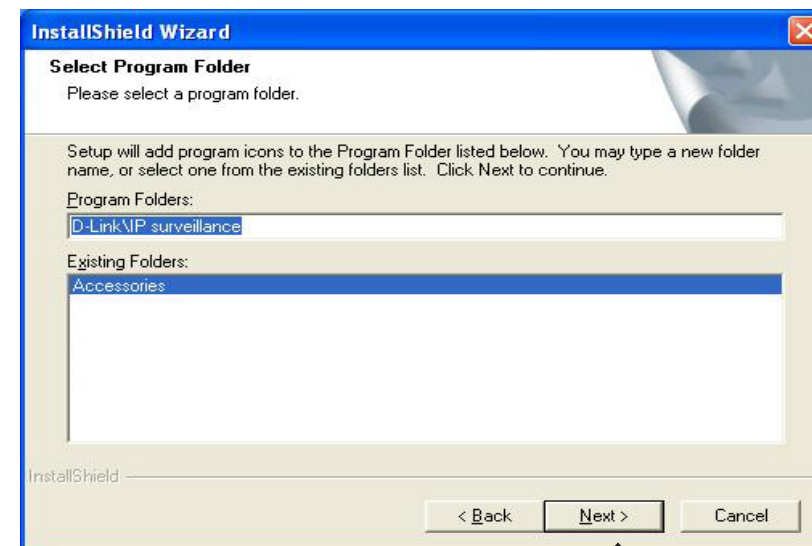 InstallShield Wizard
Select Program Folder
Please select a program folder.
Setup will add program icons to the Program Folder listed below.  You may type a new folder
name, or select one from the existing folders list.  Click Next to continue.
Program Folders:
D-Link\IP surveillance
Existing Folders:
Accessories
InstallShield
< Back
Next >
Cancel